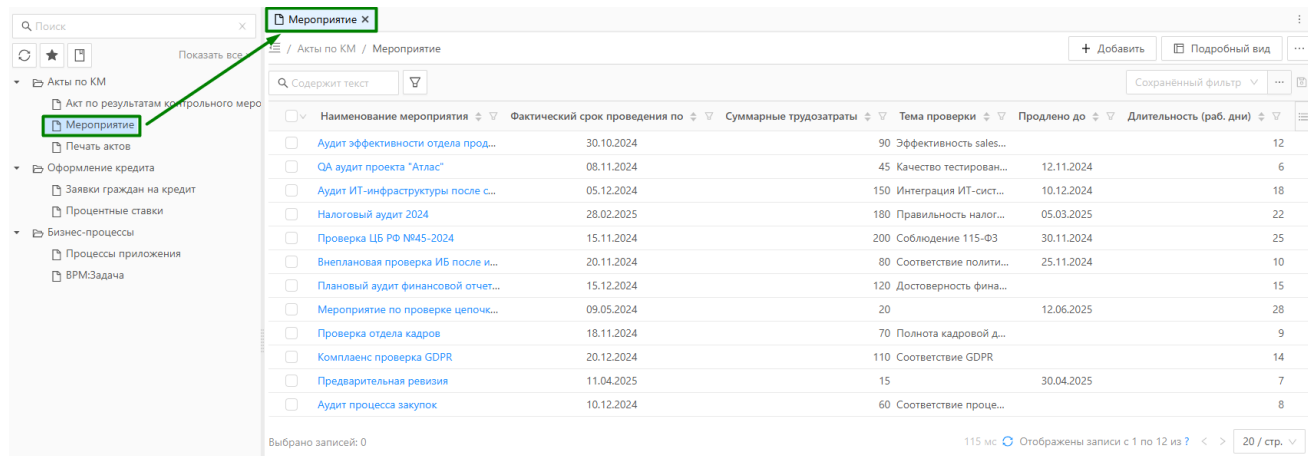 Поиск
Показать все
Акты по КМ
Акт по результатам контрольного меро
Мероприятие
Печать актов
Оформление кредита
Заявки граждан на кредит
Процентные ставки
Бизнес-процессы
Процессы приложения
BPM:Задача
Мероприятие
/ Акты по КМ / Мероприятие
+ Добавить Подробный вид ...
Содержит текст Сохранённый фильтр ...
Наименование мероприятия Фактический срок проведения по Суммарные трудозатраты Тема проверки Продлено до Длительность (раб. дни)
Аудит эффективности отдела прод... 30.10.2024 90 Эффективность sales... 12
QA аудит проекта "Атлас" 08.11.2024 45 Качество тестирован... 12.11.2024 6
Аудит ИТ-инфраструктуры после с... 05.12.2024 150 Интеграция ИТ-сист... 10.12.2024 18
Налоговый аудит 2024 28.02.2025 180 Правильность налог... 05.03.2025 22
Проверка ЦБ РФ №45-2024 15.11.2024 200 Соблюдение 115-ФЗ 30.11.2024 25
Внеплановая проверка ИБ после и... 20.11.2024 80 Соответствие полити... 25.11.2024 10
Плановый аудит финансовой отчет... 15.12.2024 120 Достоверность фина... 15
Мероприятие по проверке цепочк... 09.05.2024 20 12.06.2025 28
Проверка отдела кадров 18.11.2024 70 Полнота кадровой д... 9
Комплаенс проверка GDPR 20.12.2024 110 Соответствие GDPR 14
Предварительная ревизия 11.04.2025 15 30.04.2025 7
Аудит процесса закупок 10.12.2024 60 Соответствие проце... 8
Выбрано записей: 0 115 мс Отображены записи с 1 по 12 из ? < > 20 / стр.